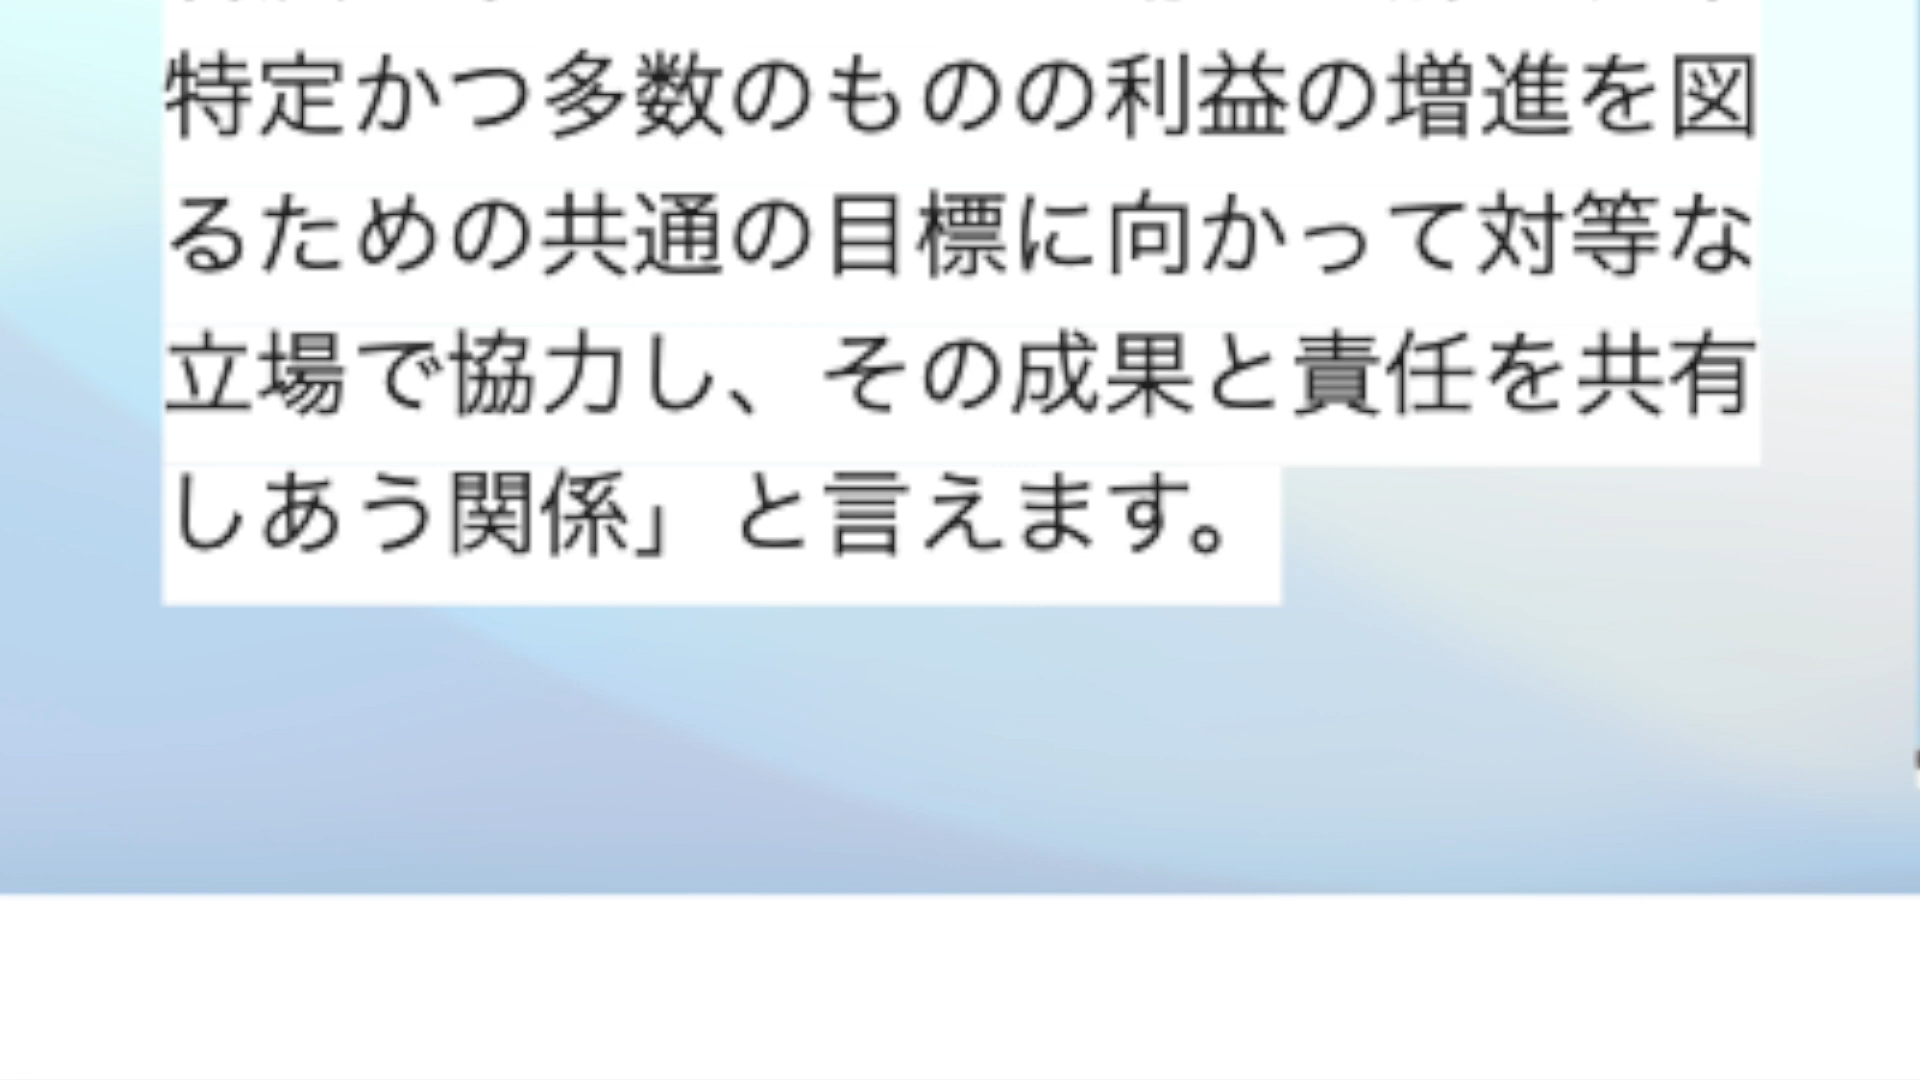 特定かつ多数のものの利益の増進を図
るための共通の目標に向かって対等な
立場で協力し、その成果と責任を共有
しあう関係」と言えます。